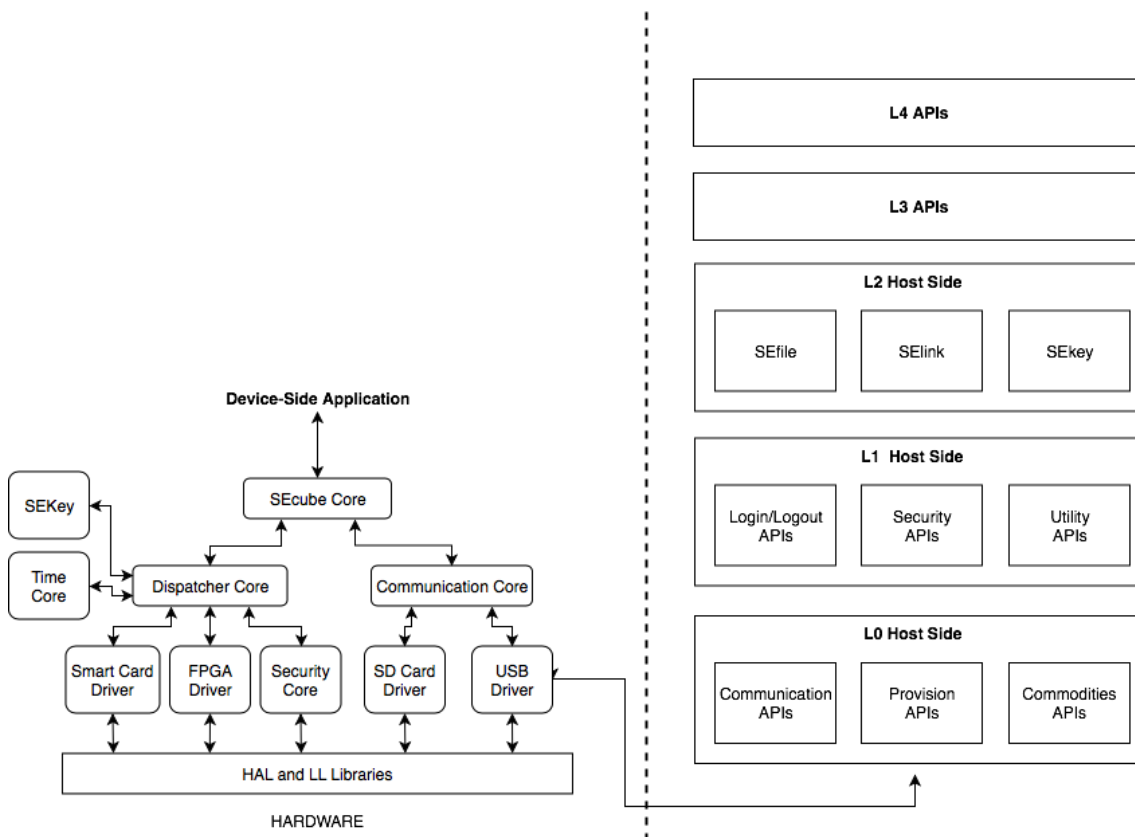 L4 APIs
L3 APIs
L2 Host Side
SEfile
SElink
SEkey
L1 Host Side
Login/Logout
APIs
Security
APIs
Utility
APIs
L0 Host Side
Communication
APIs
Provision
APIs
Commodities
APIs
Device-Side Application
SEcube Core
SEKey
Time
Core
Dispatcher Core
Communication Core
Smart Card
Driver
FPGA
Driver
Security
Core
SD Card
Driver
USB
Driver
HAL and LL Libraries
HARDWARE